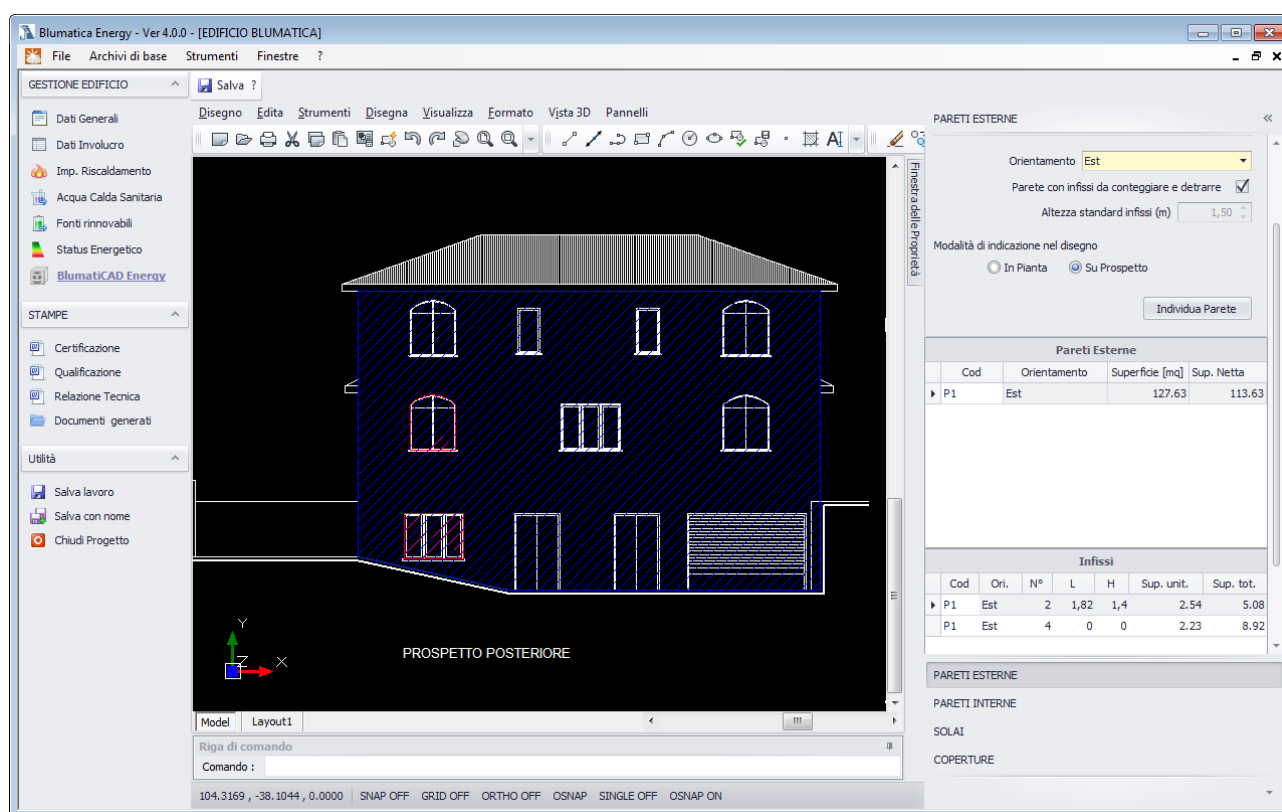 Blumatica Energy - Ver 4.0.0 - [EDIFICIO BLUMATICA]
File Archivi di base Strumenti Finestre ?
GESTIONE EDIFICIO
Dati Generali
Dati Involucro
Imp. Riscaldamento
Acqua Calda Sanitaria
Fonti rinnovabili
Status Energetico
BlumatiCAD Energy
STAMPE
Certificazione
Qualificazione
Relazione Tecnica
Documenti generati
Utilità
Salva lavoro
Salva con nome
Chiudi Progetto
Salva ?
Disegno Edita Strumenti Disegna Visualizza Formato Vista 3D Pannelli
Finestra delle Proprietà
PROSPETTO POSTERIORE
Y
Z X
Model Layout1
Riga di comando
Comando :
104.3169 , -38.1044 , 0.0000 SNAP OFF GRID OFF ORTHO OFF OSNAP SINGLE OFF OSNAP ON
PARETI ESTERNE
Orientamento Est
Parete con infissi da conteggiare e detrarre
Altezza standard infissi (m) 1,50
Modalità di indicazione nel disegno
In Pianta Su Prospetto
Individua Parete
Pareti Esterne
Cod Orientamento Superficie [mq] Sup. Netta
P1 Est 127.63 113.63
Infissi
Cod Ori. N° L H Sup. unit. Sup. tot.
P1 Est 2 1,82 1,4 2.54 5.08
P1 Est 4 0 0 2.23 8.92
PARETI ESTERNE
PARETI INTERNE
SOLAI
COPERTURE